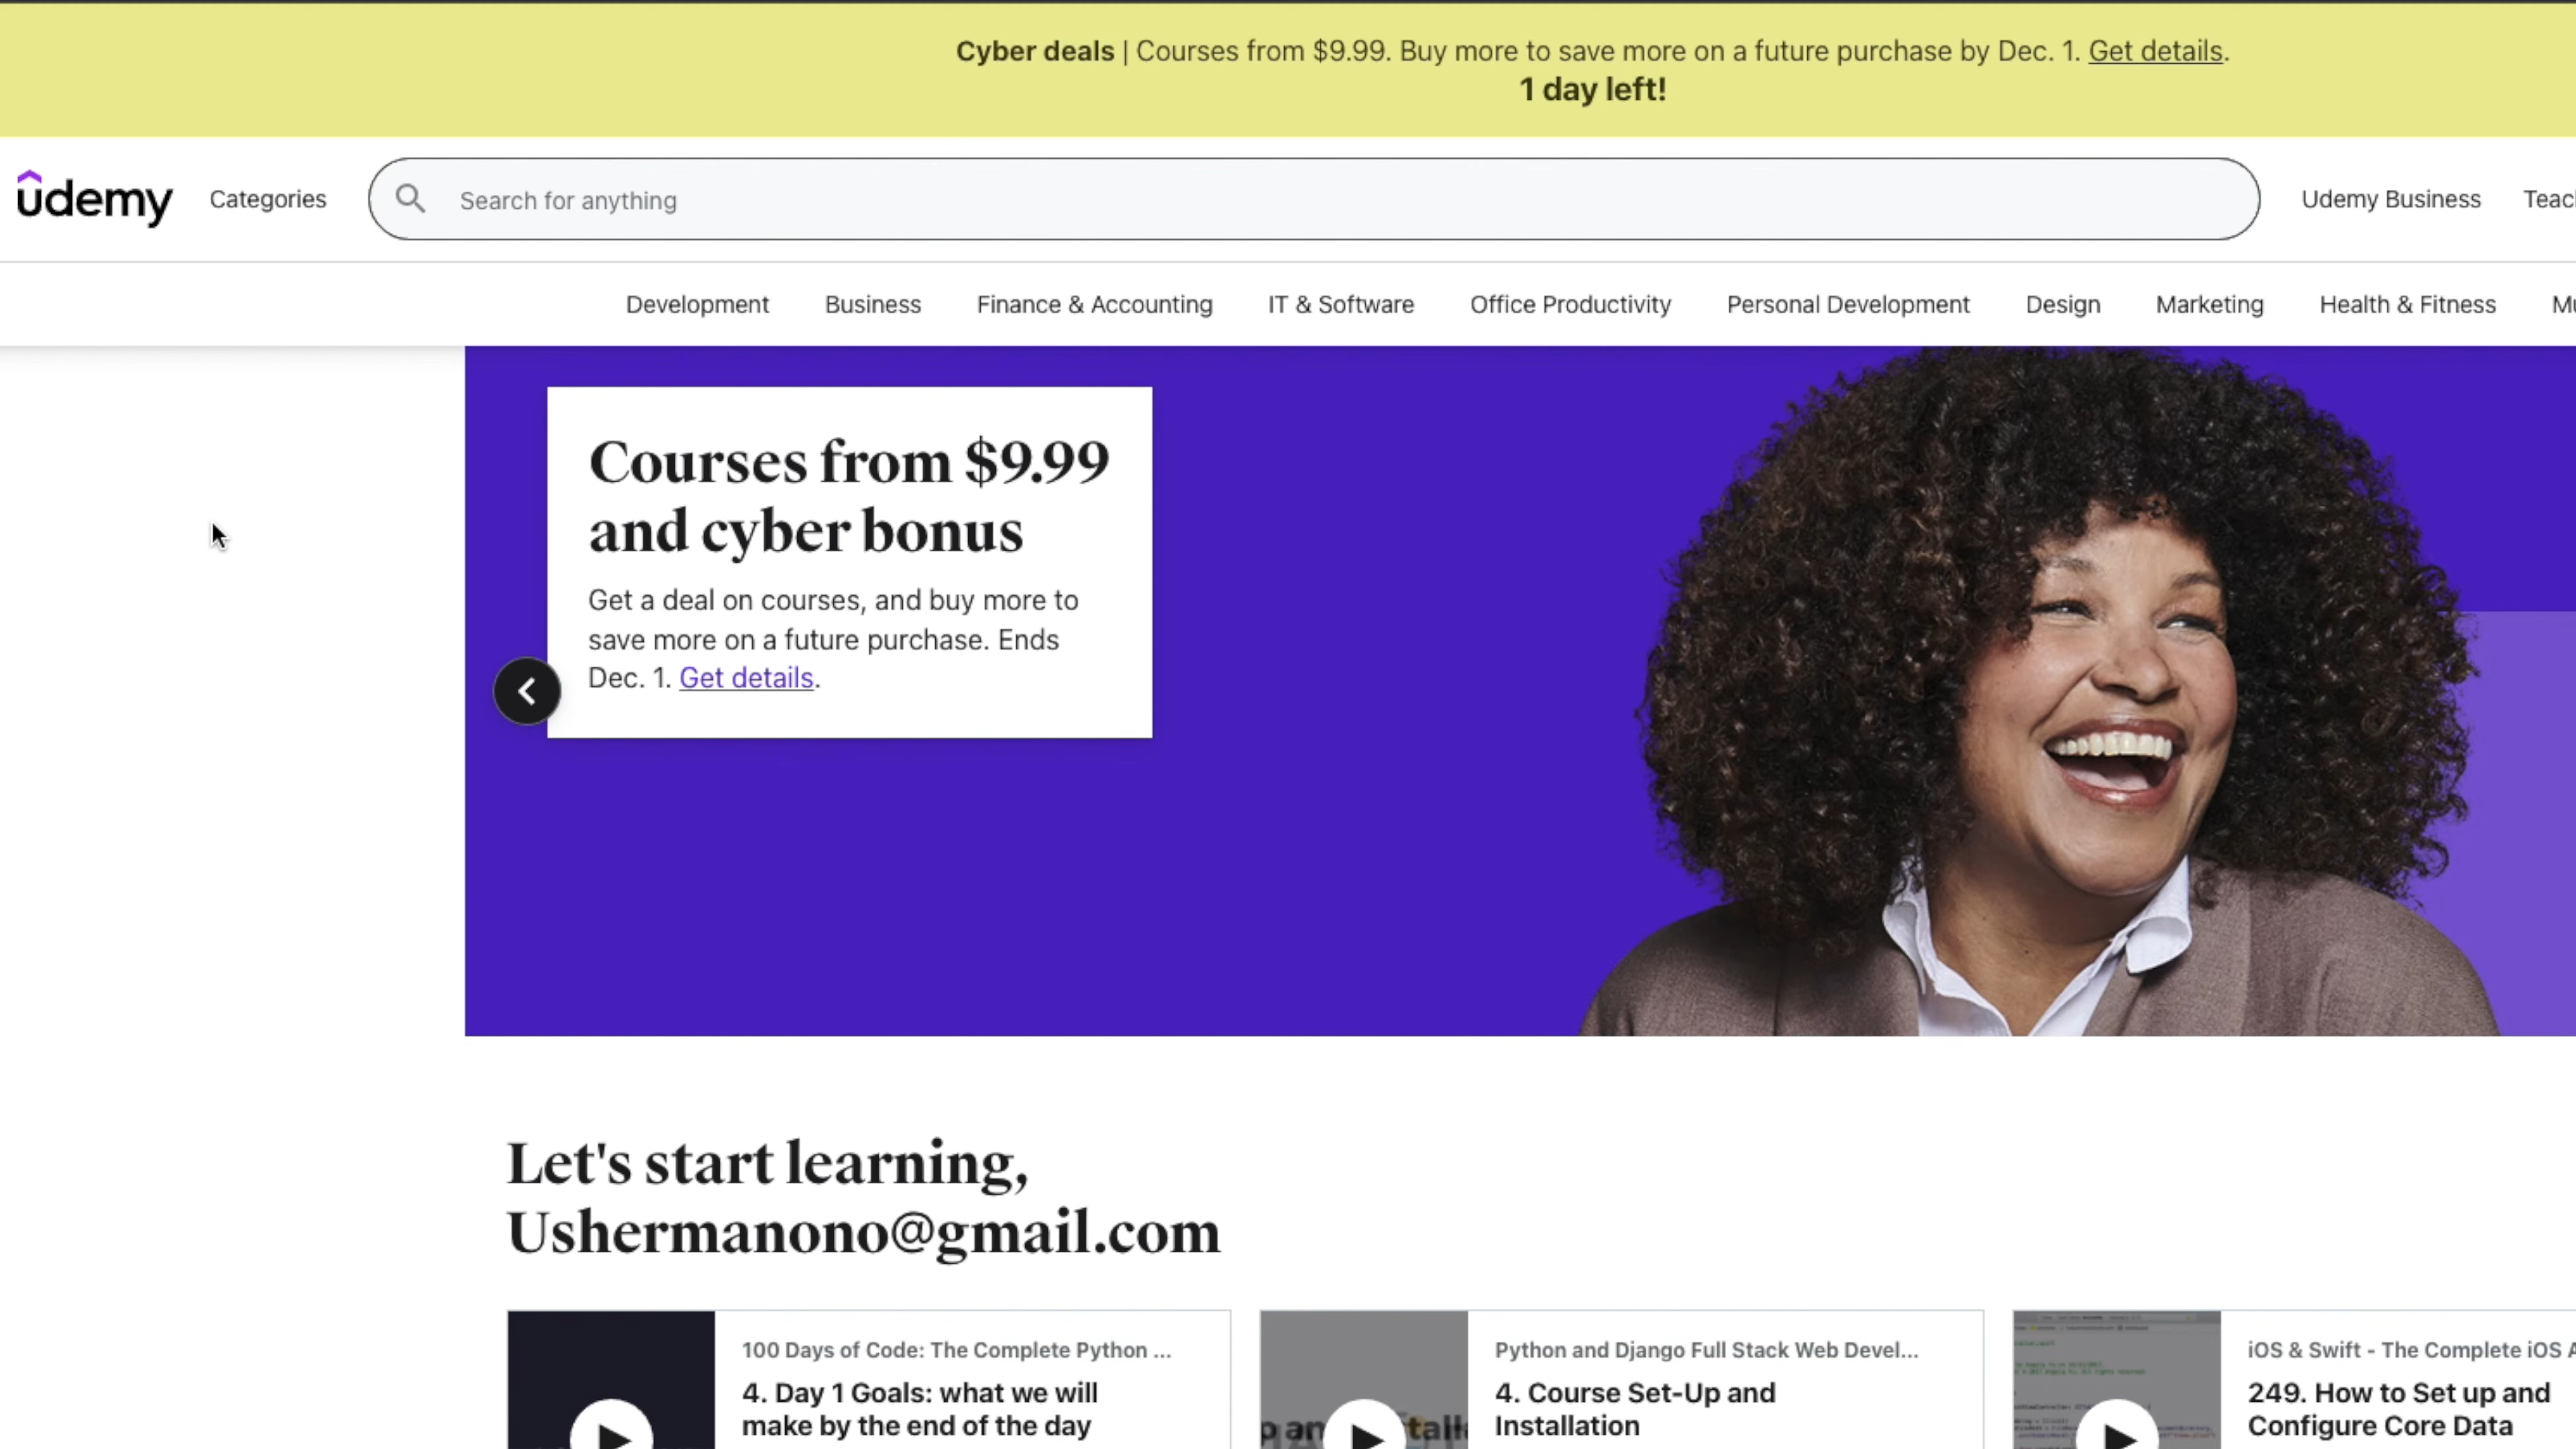 Cyber deals | Courses from $9.99. Buy more to save more on a future purchase by Dec. 1. Get details.
1 day left!
udemy Categories Search for anything Udemy Business
Development Business Finance & Accounting IT & Software Office Productivity Personal Development Design Marketing Health & Fitness
Courses from $9.99
and cyber bonus
Get a deal on courses, and buy more to
save more on a future purchase. Ends
Dec. 1. Get details.
Let's start learning,
Ushermanono@gmail.com
100 Days of Code: The Complete Python ...
4. Day 1 Goals: what we will
make by the end of the day
Python and Django Full Stack Web Devel...
4. Course Set-Up and
Installation
iOS & Swift - The Complete iOS
249. How to Set up and
Configure Core Data